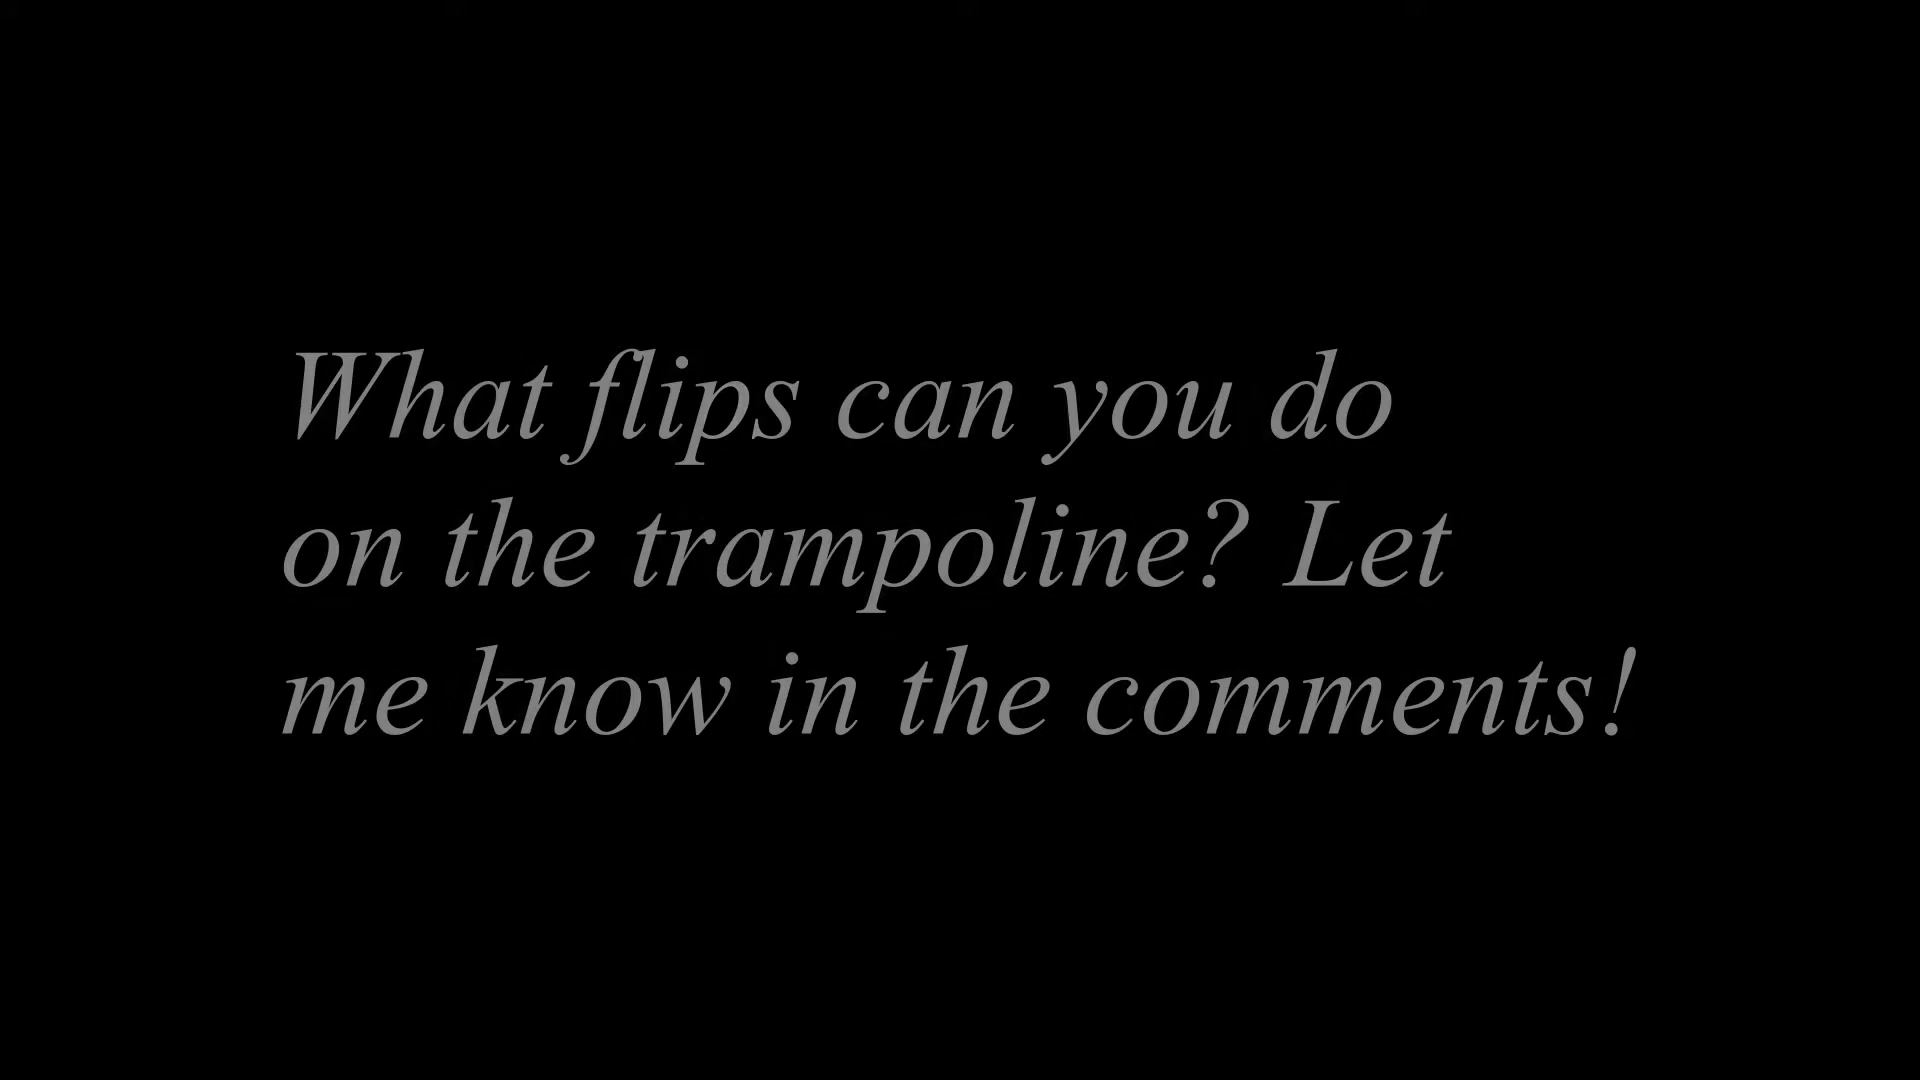 What flips can you do
on the trampoline? Let
me know in the comments!